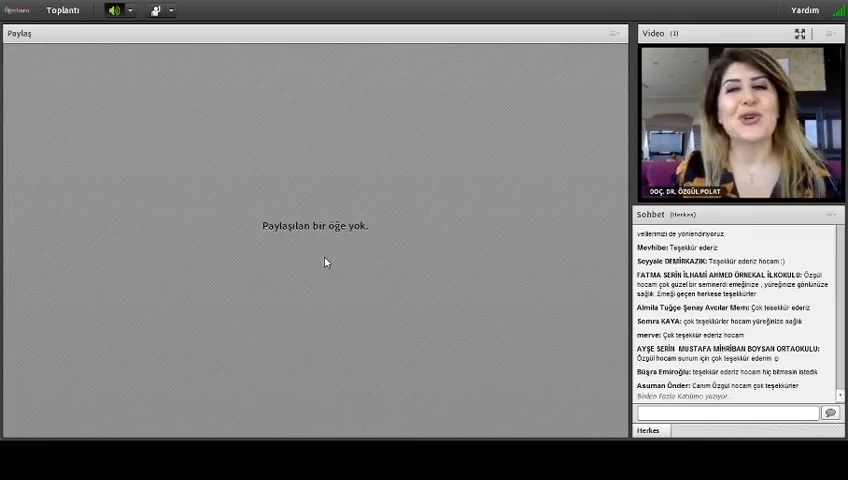 Öğretmen
Toplantı
Yardım
Paylaş
Video (1)
DOÇ. DR. ÖZGÜL POLAT
Paylaşılan bir öğe yok.
Sohbet (Herkes)
velilerimizi de yönlendiriyoruz.
Mevhibe: Teşekkür ederiz
Seyyale DEMİRKAZIK: Teşekkür ederiz hocam :)
FATMA SERİN İLHAMİ AHMED ÖRNEKAL İLKOKULU: Özgül
hocam çok güzel bir semnerdi emeğinize , yüreğinize gönlünüze
sağlık .Emeği geçen herkese teşekkürler
Almila Tuğçe Şenay Avcılar Mem: Çok tesekkür ederiz
Semra KAYA: çok teşekkürler hocam yüreğinize sağlık
merve: Çok teşekkür ederiz hocam
AYŞE SERİN MUSTAFA MİHRİBAN BOYSAN ORTAOKULU:
Özgül hocam sunum için çok teşekkür ederim ☺
Büşra Emiroğlu: teşekkür ederiz hocam hiç bitmesin istedik
Asuman Önder: Canım Özgül hocam çok teşekkürler
Birden Fazla Katılımcı yazıyor...
Herkes